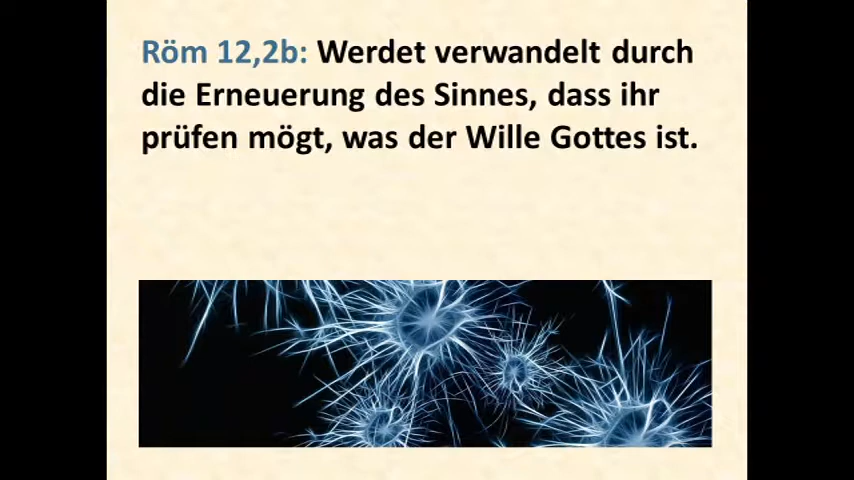 Röm 12,2b: Werdet verwandelt durch
die Erneuerung des Sinnes, dass ihr
prüfen mögt, was der Wille Gottes ist.